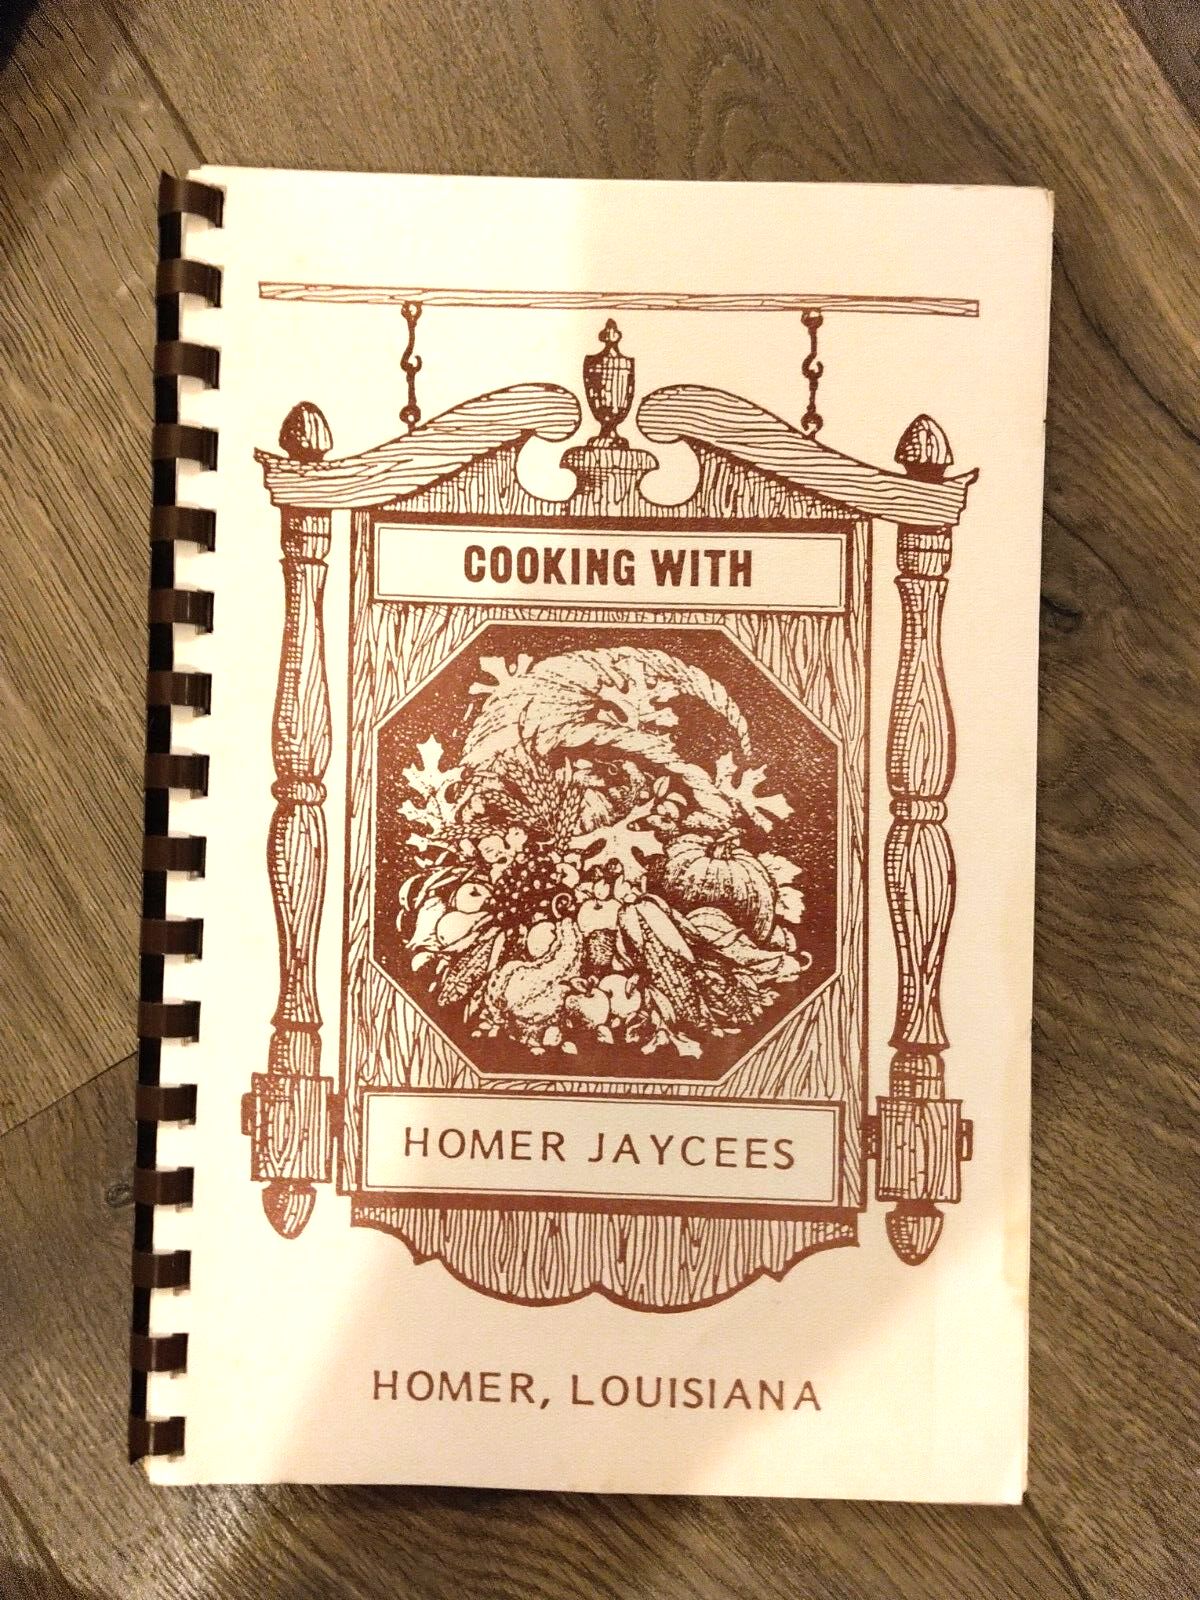 COOKING WITH
HOMER JAYCEES
HOMER, LOUISIANA